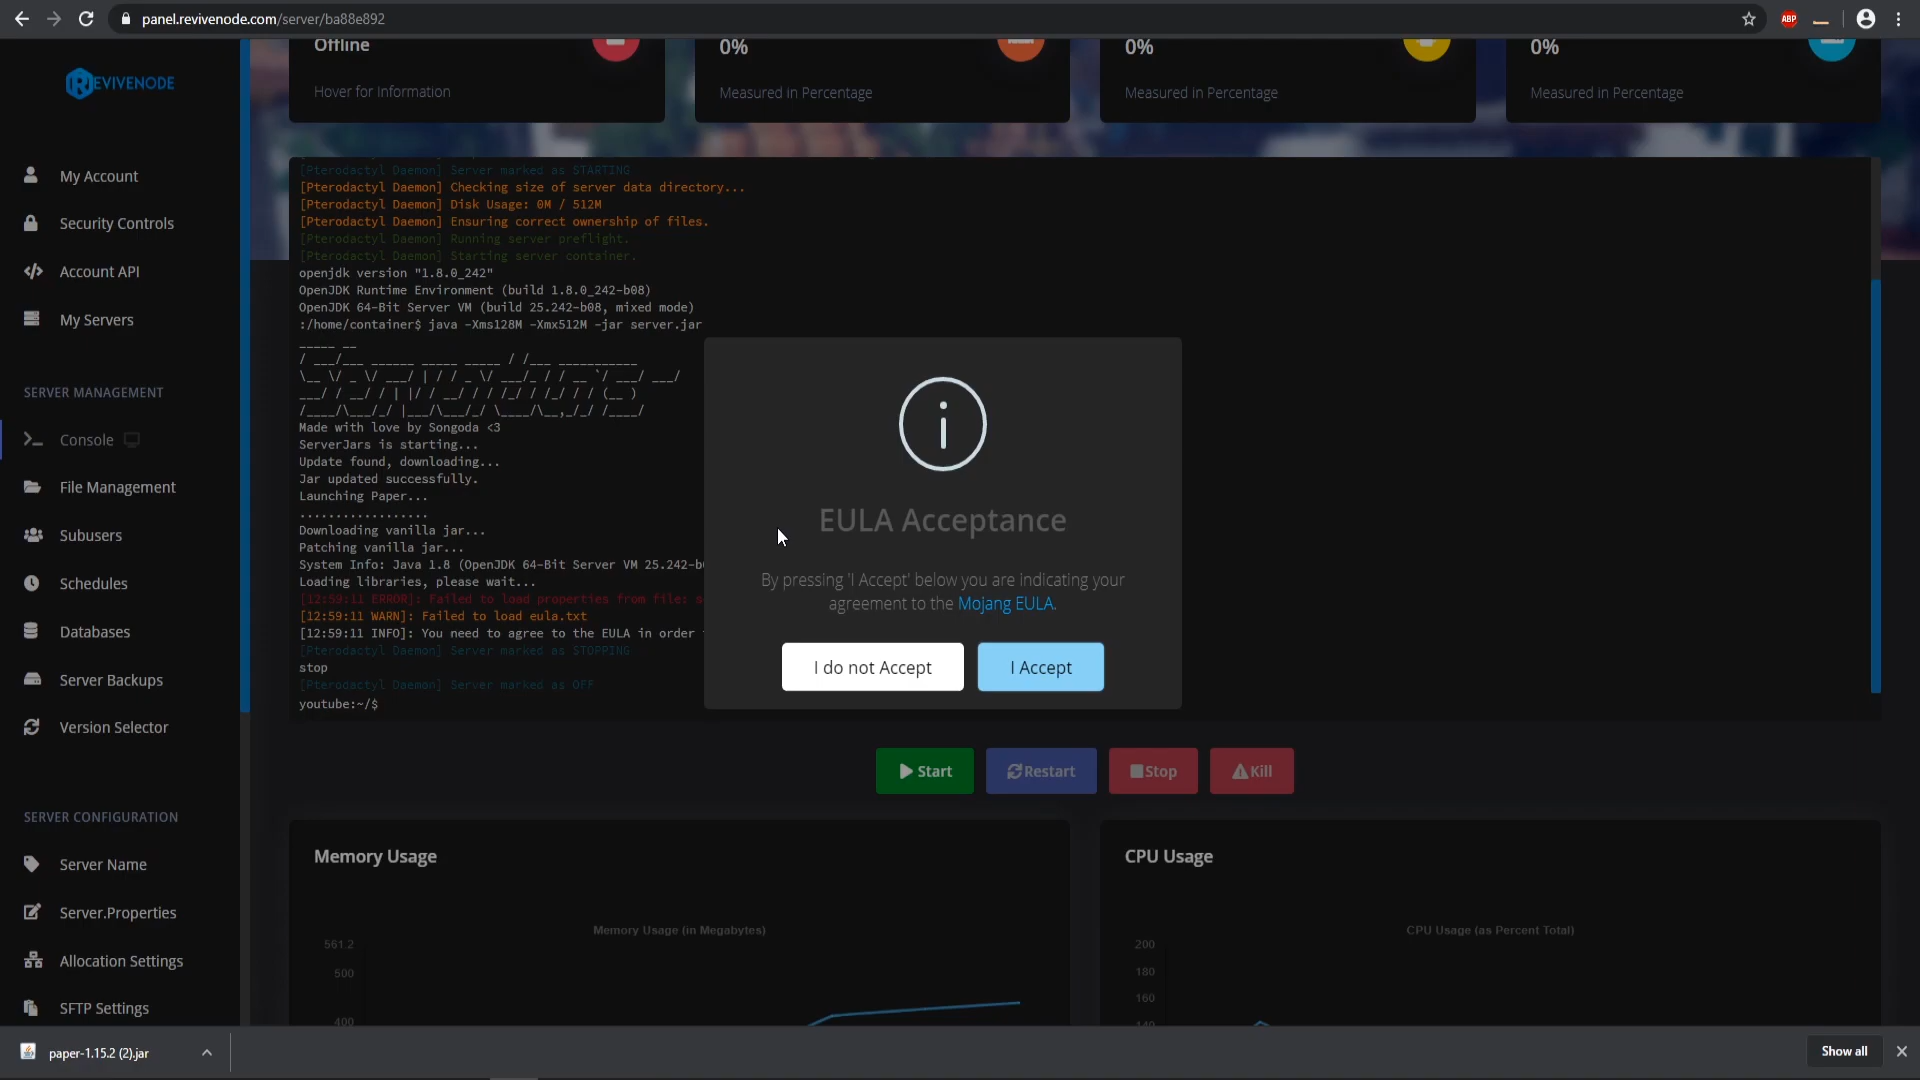 panel.revivenode.com/server/ba88e892
ABP
REVIVENODE
My Account
Security Controls
Account API
My Servers
SERVER MANAGEMENT
Console
File Management
Subusers
Schedules
Databases
Server Backups
Version Selector
SERVER CONFIGURATION
Server Name
Server.Properties
Allocation Settings
SFTP Settings
Offline
Hover for Information
0%
Measured in Percentage
0%
Measured in Percentage
0%
Measured in Percentage
[Pterodactyl Daemon] Server marked as STARTING
[Pterodactyl Daemon] Checking size of server data directory...
[Pterodactyl Daemon] Disk Usage: 0M / 512M
[Pterodactyl Daemon] Ensuring correct ownership of files.
[Pterodactyl Daemon] Running server preflight.
[Pterodactyl Daemon] Starting server container.
openjdk version "1.8.0_242"
OpenJDK Runtime Environment (build 1.8.0_242-b08)
OpenJDK 64-Bit Server VM (build 25.242-b08, mixed mode)
:/home/container$ java -Xms128M -Xmx512M -jar server.jar
Made with love by Songoda <3
ServerJars is starting...
Update found, downloading...
Jar updated successfully.
Launching Paper...
..................
Downloading vanilla jar...
Patching vanilla jar...
System Info: Java 1.8 (OpenJDK 64-Bit Server VM 25.242-b
Loading libraries, please wait...
[12:59:11 ERROR]: Failed to load properties from file: s
[12:59:11 WARN]: Failed to load eula.txt
[12:59:11 INFO]: You need to agree to the EULA in order
[Pterodactyl Daemon] Server marked as STOPPING
stop
[Pterodactyl Daemon] Server marked as OFF
youtube:~/$
EULA Acceptance
By pressing 'I Accept' below you are indicating your
agreement to the Mojang EULA.
I do not Accept
I Accept
Start
Restart
Stop
Kill
Memory Usage
Memory Usage (in Megabytes)
561.2
500
400
CPU Usage
CPU Usage (as Percent Total)
200
180
160
140
paper-1.15.2 (2).jar
Show all